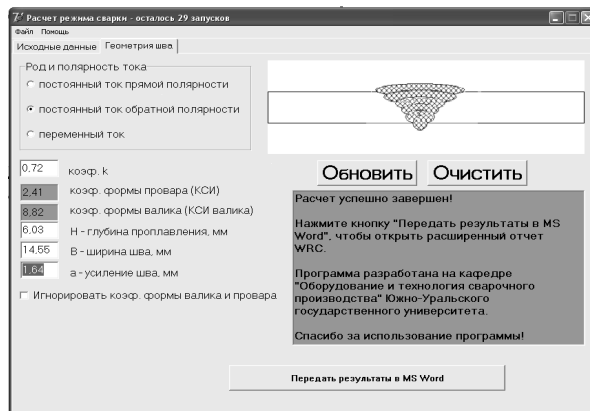 Расчет режима сварки - осталось 29 запусков
Файл Помощь
Исходные данные Геометрия шва
Род и полярность тока
постоянный ток прямой полярности
постоянный ток обратной полярности
переменный ток
0,72 коэф. k
2,41 коэф. формы провара (КСИ)
8,82 коэф. формы валика (КСИ валика)
6,03 H - глубина проплавления, мм
14,55 B - ширина шва, мм
1,64 a - усиление шва, мм
Игнорировать коэф. формы валика и провара
Обновить Очистить
Расчет успешно завершен!
Нажмите кнопку "Передать результаты в MS
Word", чтобы открыть расширенный отчет
WRC.
Программа разработана на кафедре
"Оборудование и технология сварочного
производства" Южно-Уральского
государственного университета.
Спасибо за использование программы!
Передать результаты в MS Word